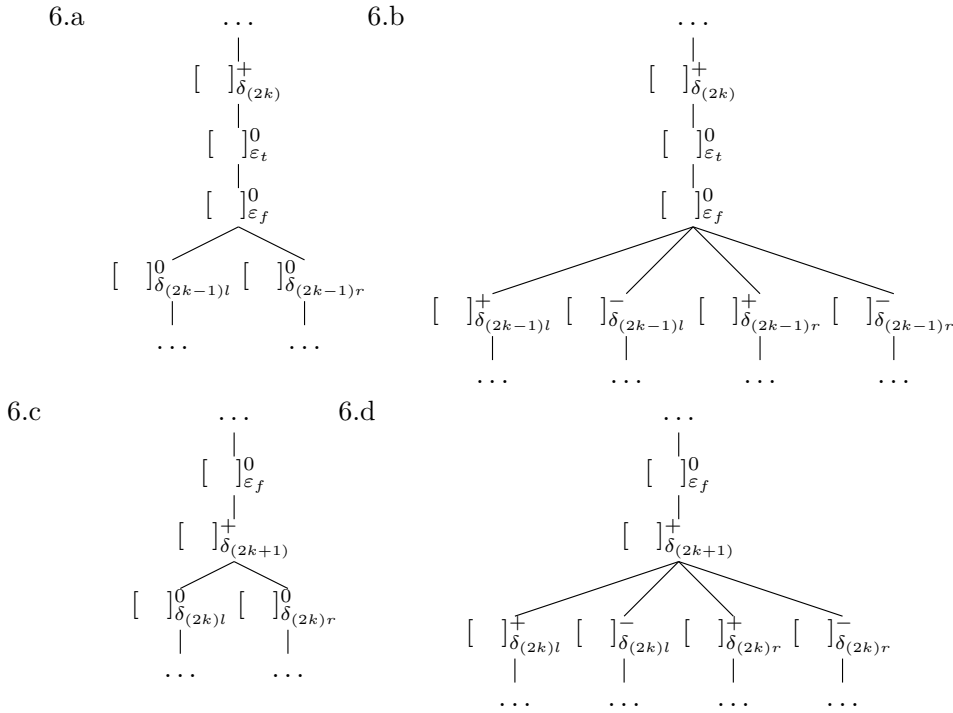 6.a 6.b
... ...
[ ]^+_{δ_{(2k)}} [ ]^+_{δ_{(2k)}}
[ ]^0_{ε_t} [ ]^0_{ε_t}
[ ]^0_{ε_f} [ ]^0_{ε_f}
[ ]^0_{δ_{(2k−1)l}} [ ]^0_{δ_{(2k−1)r}}
[ ]^+_{δ_{(2k−1)l}} [ ]^−_{δ_{(2k−1)l}} [ ]^+_{δ_{(2k−1)r}} [ ]^−_{δ_{(2k−1)r}}
... ...
... ... ... ...
6.c 6.d
... ...
[ ]^0_{ε_f} [ ]^0_{ε_f}
[ ]^+_{δ_{(2k+1)}} [ ]^+_{δ_{(2k+1)}}
[ ]^0_{δ_{(2k)l}} [ ]^0_{δ_{(2k)r}}
[ ]^+_{δ_{(2k)l}} [ ]^−_{δ_{(2k)l}} [ ]^+_{δ_{(2k)r}} [ ]^−_{δ_{(2k)r}}
... ...
... ... ... ...